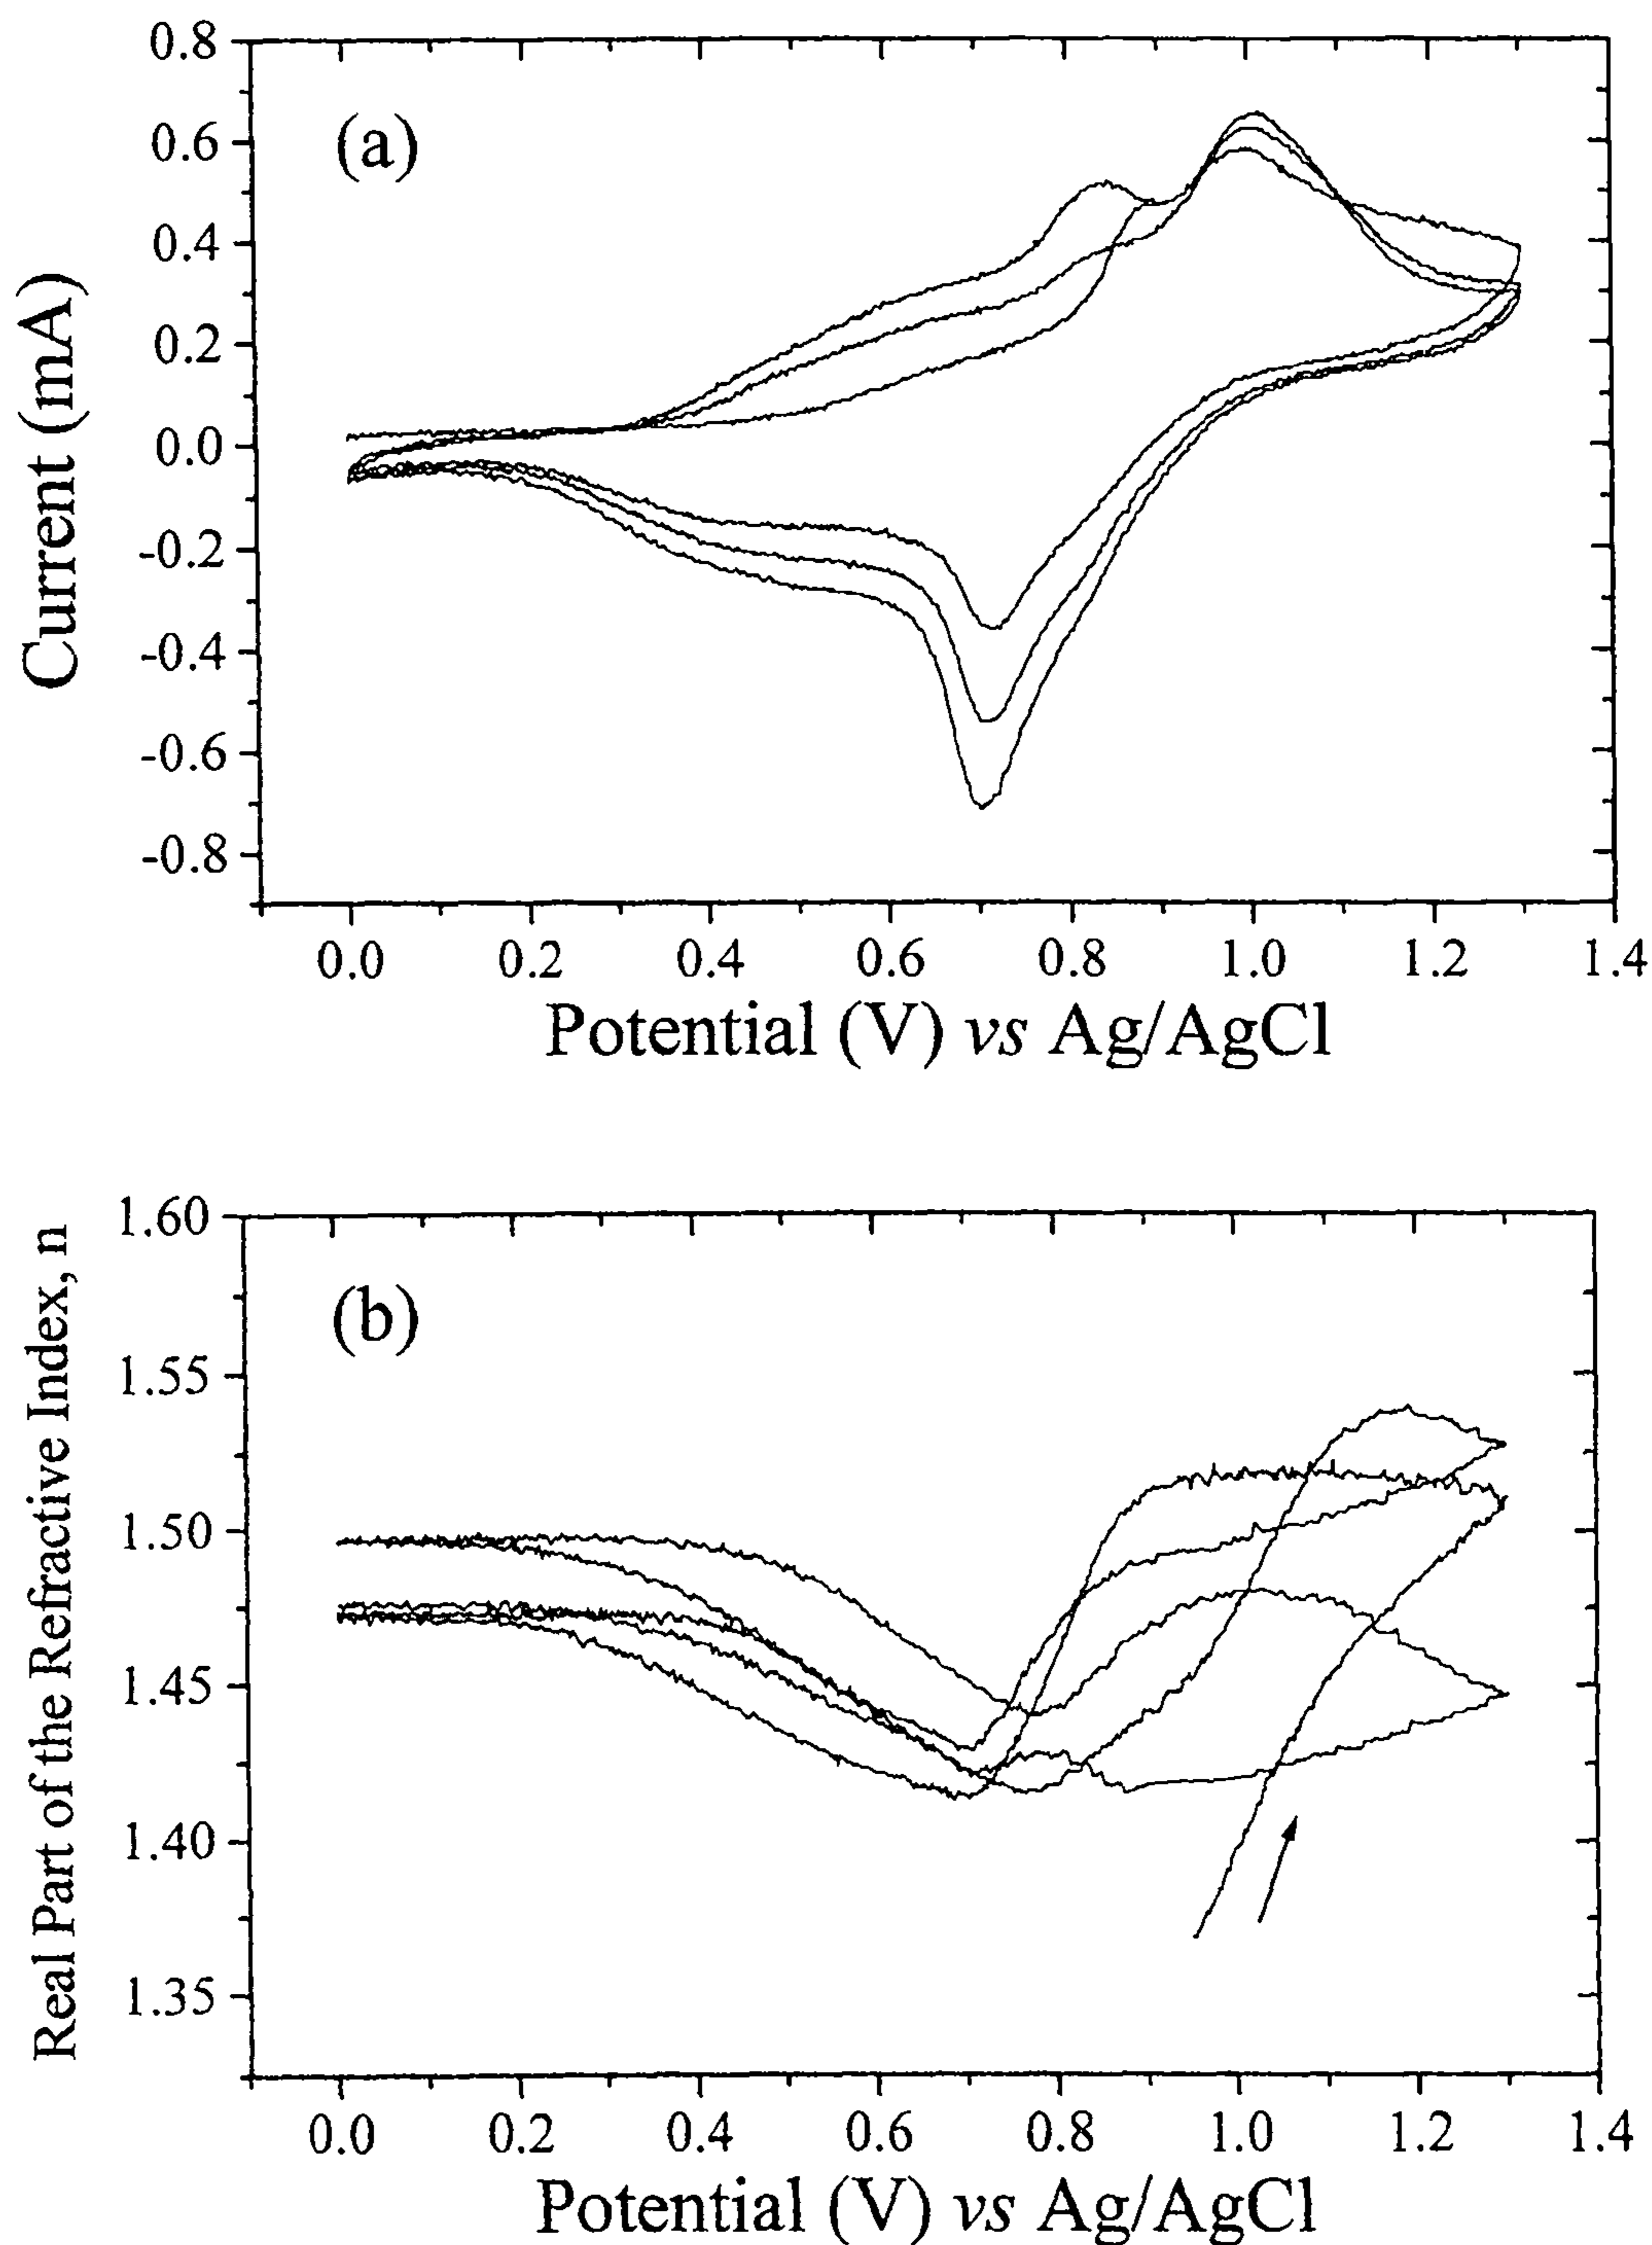 0.8
0.6
0.4
0.2
0.0
-0.2
-0.4
-0.6
-0.8
Current (mA)
(a)
0.0 0.2 0.4 0.6 0.8 1.0 1.2 1.4
Potential (V) vs Ag/AgCl
1.60
1.55
1.50
1.45
1.40
1.35
Real Part of the Refractive Index, n
(b)
0.0 0.2 0.4 0.6 0.8 1.0 1.2 1.4
Potential (V) vs Ag/AgCl